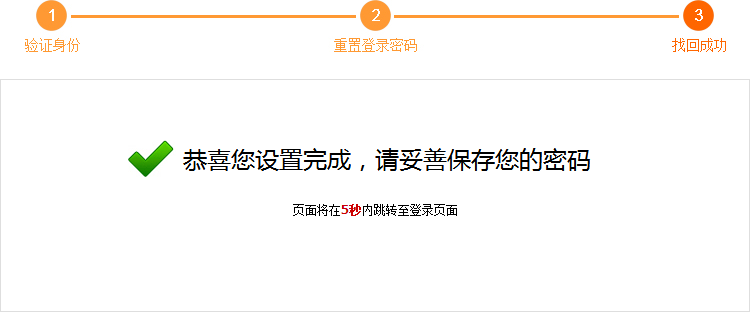 1 2 3
验证身份 重置登录密码 找回成功
恭喜您设置完成，请妥善保存您的密码
页面将在5秒内跳转至登录页面